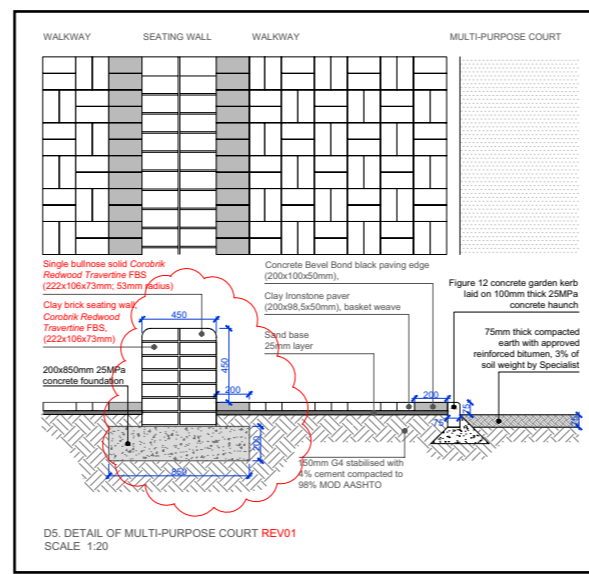 WALKWAY SEATING WALL WALKWAY MULTI-PURPOSE COURT
Single bullnose solid Corobrik
Redwood Travertine FBS
(222x106x73mm; 53mm radius)
Clay brick seating wall,
Corobrik Redwood
Travertine FBS,
(222x106x73mm)
200x850mm 25MPa
concrete foundation
450
450
200
200
850
Concrete Bevel Bond black paving edge
(200x100x50mm),
Clay Ironstone paver
(200x98,5x50mm), basket weave
Sand base
25mm layer
150mm G4 stabilised with
4% cement compacted to
98% MOD AASHTO
Figure 12 concrete garden kerb
laid on 100mm thick 25MPa
concrete haunch
75mm thick compacted
earth with approved
reinforced bitumen, 3% of
soil weight by Specialist
200
75
75
75
D5. DETAIL OF MULTI-PURPOSE COURT REV01
SCALE 1:20